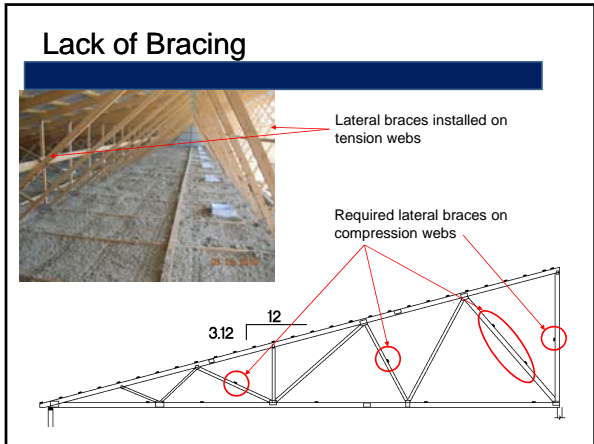 Lack of Bracing
Lateral braces installed on
tension webs
Required lateral braces on
compression webs
12
3.12